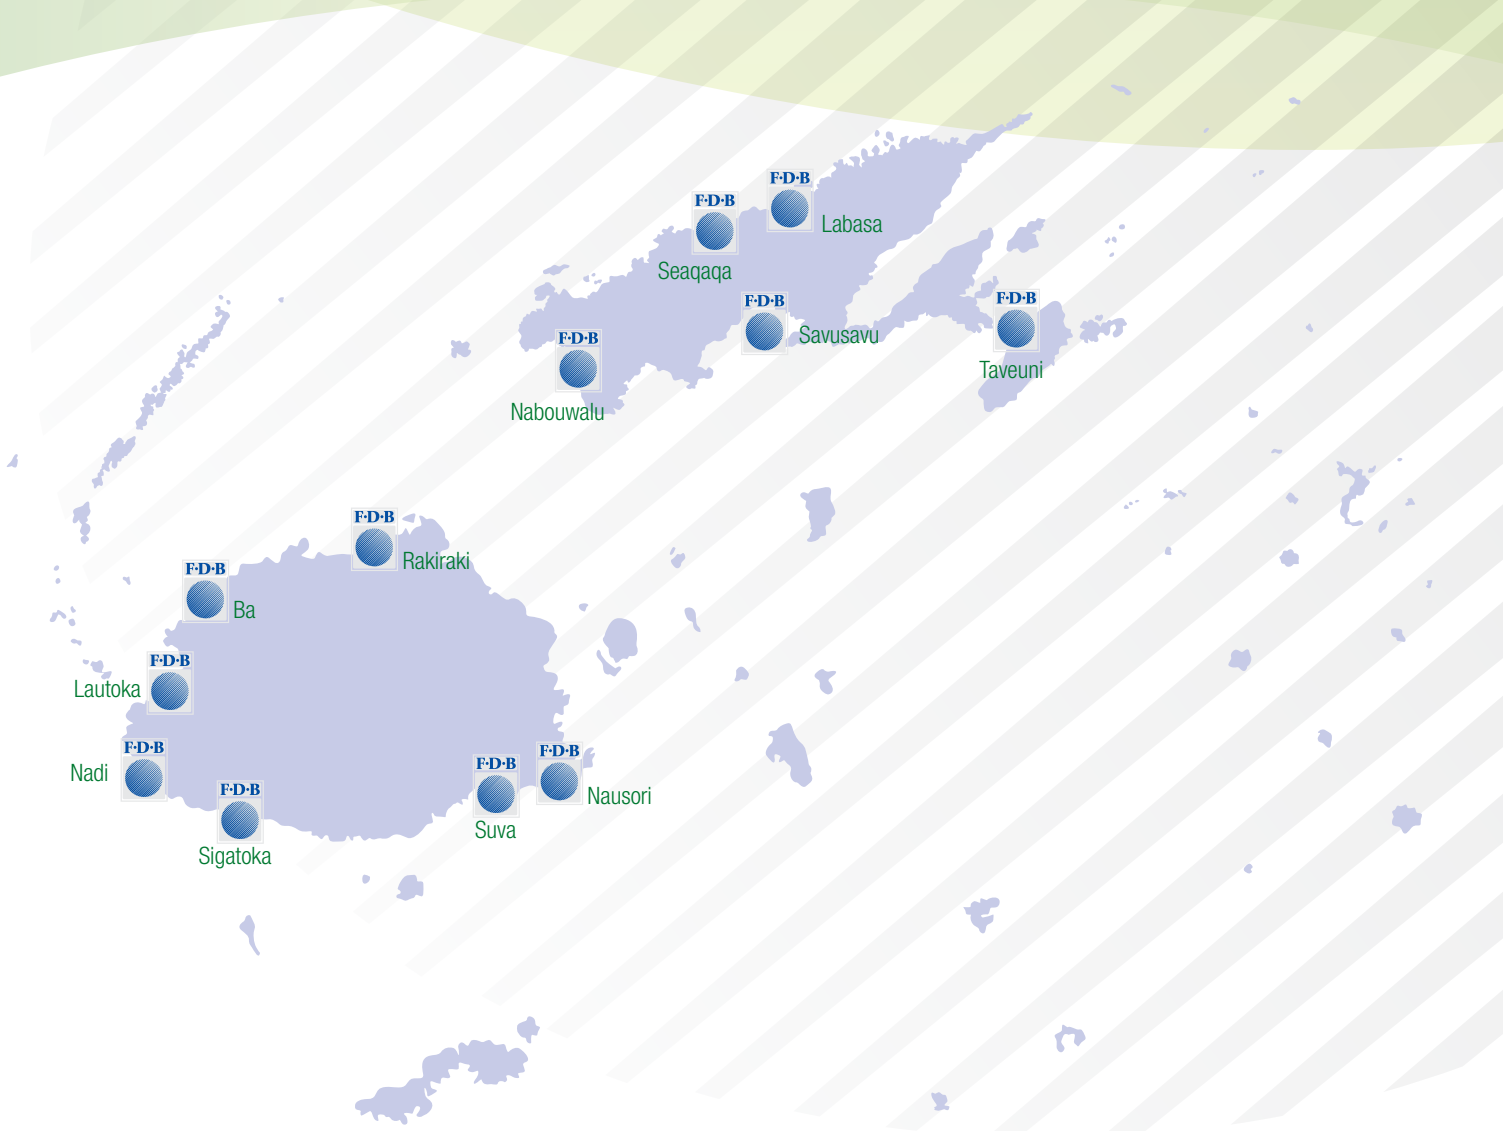 F·D·B
Labasa
F·D·B
Seaqaqa
F·D·B
Savusavu
F·D·B
Taveuni
F·D·B
Nabouwalu
F·D·B
Rakiraki
F·D·B
Ba
F·D·B
Lautoka
F·D·B
Nadi
F·D·B
Sigatoka
F·D·B
Suva
F·D·B
Nausori